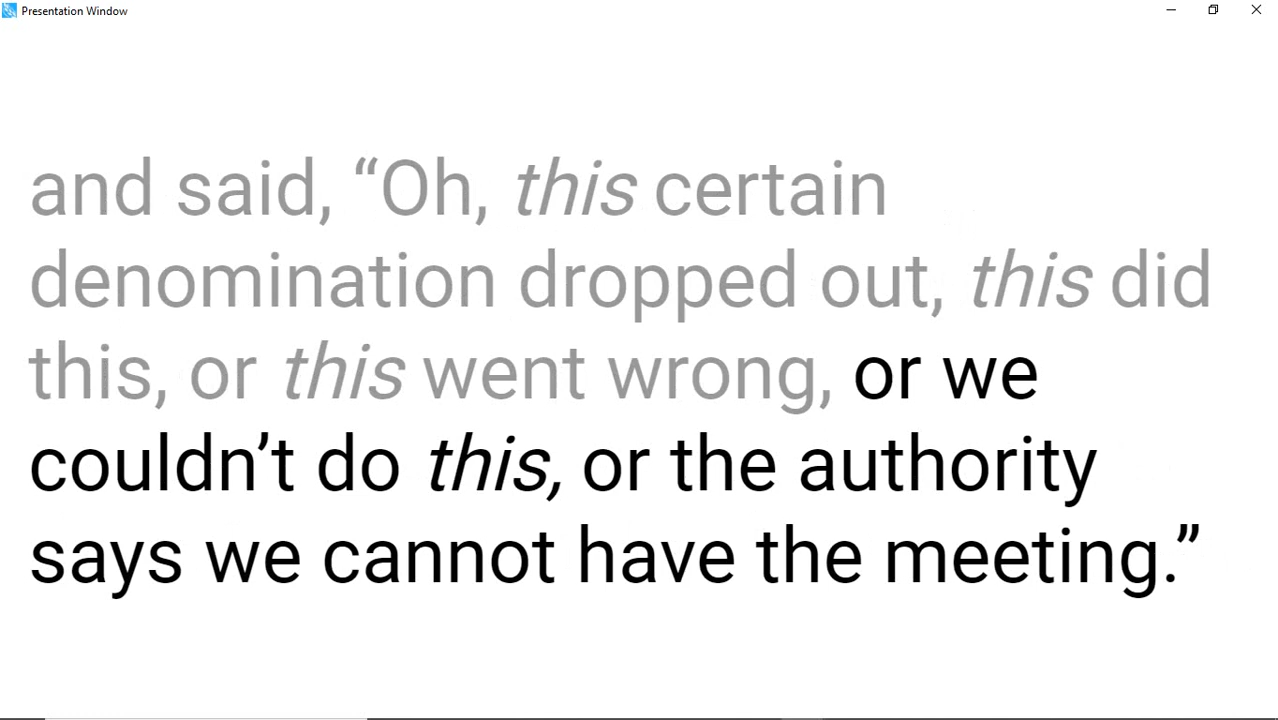 Presentation Window
and said, “Oh, this certain
denomination dropped out, this did
this, or this went wrong, or we
couldn’t do this, or the authority
says we cannot have the meeting.”